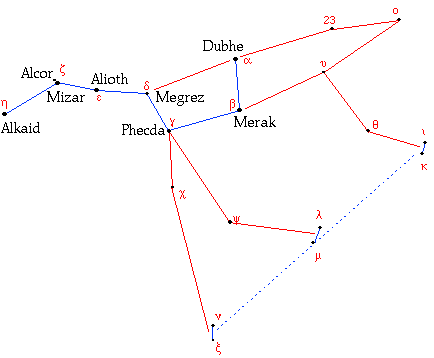 ο
23
Dubhe
α
υ
Alcor
ζ
Alioth
Mizar
ε
δ
Megrez
η
Alkaid
β
Merak
γ
Phecda
θ
ι
κ
χ
ψ
λ
μ
ν
ξ